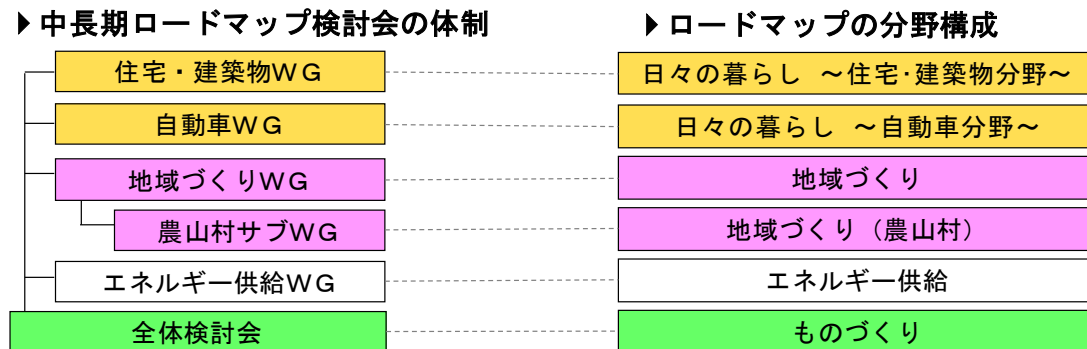 ▶中長期ロードマップ検討会の体制
住宅・建築物WG
自動車WG
地域づくりWG
農山村サブWG
エネルギー供給WG
全体検討会
▶ロードマップの分野構成
日々の暮らし ～住宅･建築物分野～
日々の暮らし ～自動車分野～
地域づくり
地域づくり（農山村）
エネルギー供給
ものづくり